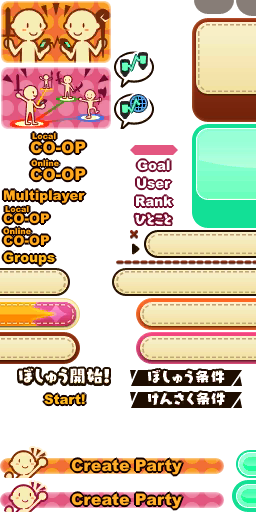 Local
CO-OP
Online
CO-OP
Multiplayer
Local
CO-OP
Online
CO-OP
Groups
Goal
User
Rank
ひとこと
ぼしゅう開始!
Start!
ぼしゅう条件
けんさく条件
Create Party
Create Party